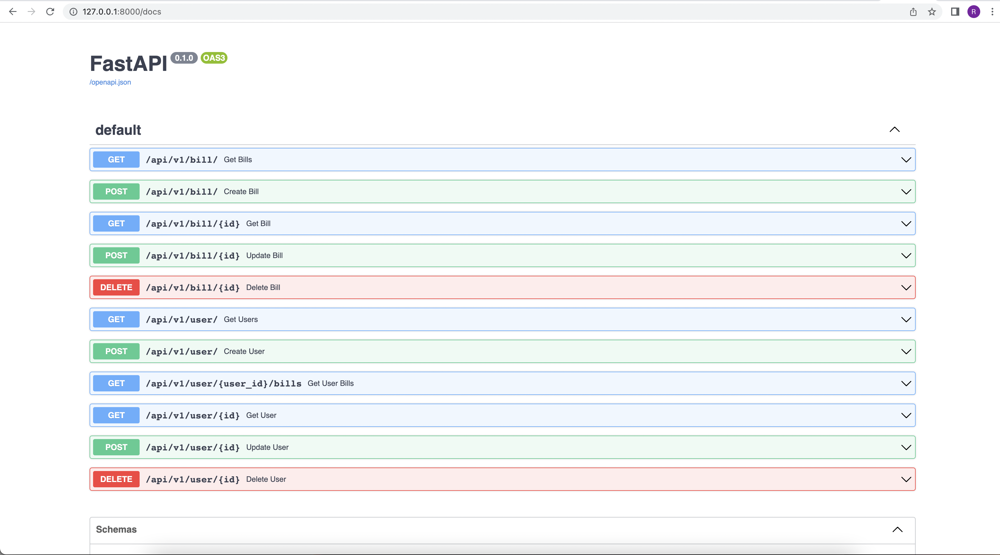 127.0.0.1:8000/docs
R
FastAPI 0.1.0 OAS3
/openapi.json
default
GET /api/v1/bill/ Get Bills
POST /api/v1/bill/ Create Bill
GET /api/v1/bill/{id} Get Bill
POST /api/v1/bill/{id} Update Bill
DELETE /api/v1/bill/{id} Delete Bill
GET /api/v1/user/ Get Users
POST /api/v1/user/ Create User
GET /api/v1/user/{user_id}/bills Get User Bills
GET /api/v1/user/{id} Get User
POST /api/v1/user/{id} Update User
DELETE /api/v1/user/{id} Delete User
Schemas